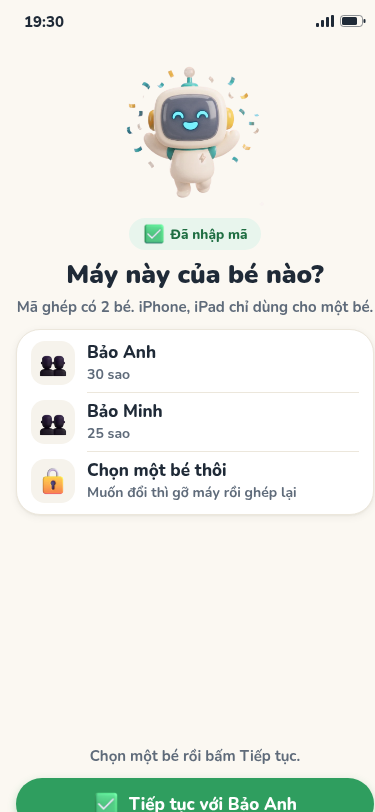 19:30
Đã nhập mã
Máy này của bé nào?
Mã ghép có 2 bé. iPhone, iPad chỉ dùng cho một bé.
Bảo Anh
30 sao
Bảo Minh
25 sao
Chọn một bé thôi
Muốn đổi thì gỡ máy rồi ghép lại
Chọn một bé rồi bấm Tiếp tục.
Tiếp tục với Bảo Anh